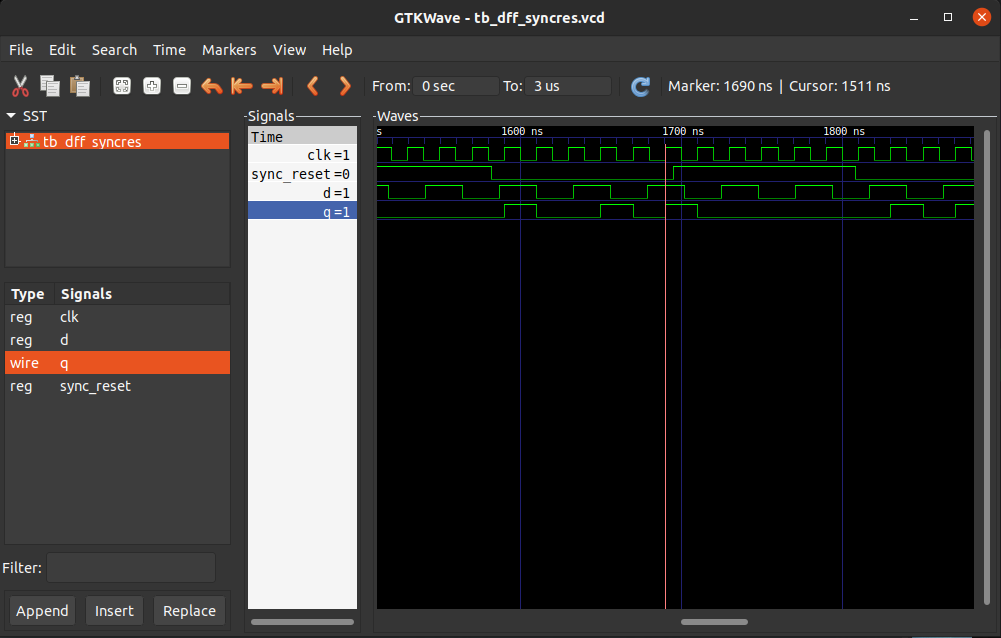 GTKWave - tb_dff_syncres.vcd
File Edit Search Time Markers View Help
From: 0 sec To: 3 us Marker: 1690 ns | Cursor: 1511 ns
SST
tb_dff_syncres
Type Signals
reg clk
reg d
wire q
reg sync_reset
Filter:
Append Insert Replace
Signals
Time
clk=1
sync_reset=0
d=1
q=1
Waves
s 1600 ns 1700 ns 1800 ns